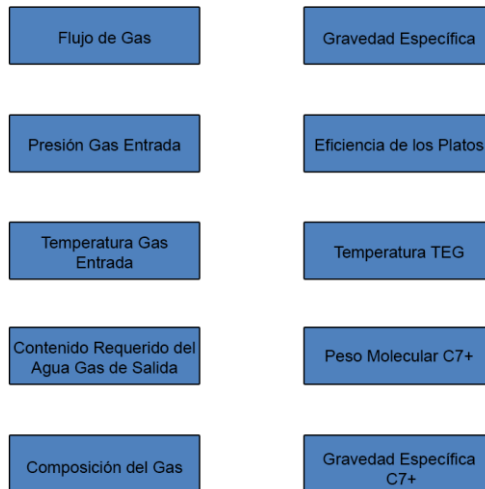 Flujo de Gas
Gravedad Específica
Presión Gas Entrada
Eficiencia de los Platos
Temperatura Gas
Entrada
Temperatura TEG
Contenido Requerido del
Agua Gas de Salida
Peso Molecular C7+
Composición del Gas
Gravedad Específica
C7+